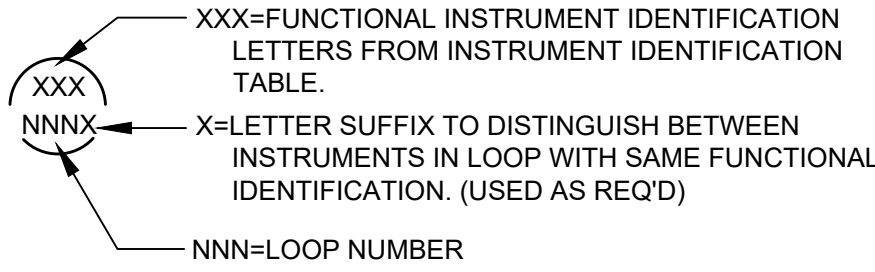 XXX=FUNCTIONAL INSTRUMENT IDENTIFICATION
LETTERS FROM INSTRUMENT IDENTIFICATION
TABLE.
XXX
NNNX
X=LETTER SUFFIX TO DISTINGUISH BETWEEN
INSTRUMENTS IN LOOP WITH SAME FUNCTIONAL
IDENTIFICATION. (USED AS REQ'D)
NNN=LOOP NUMBER